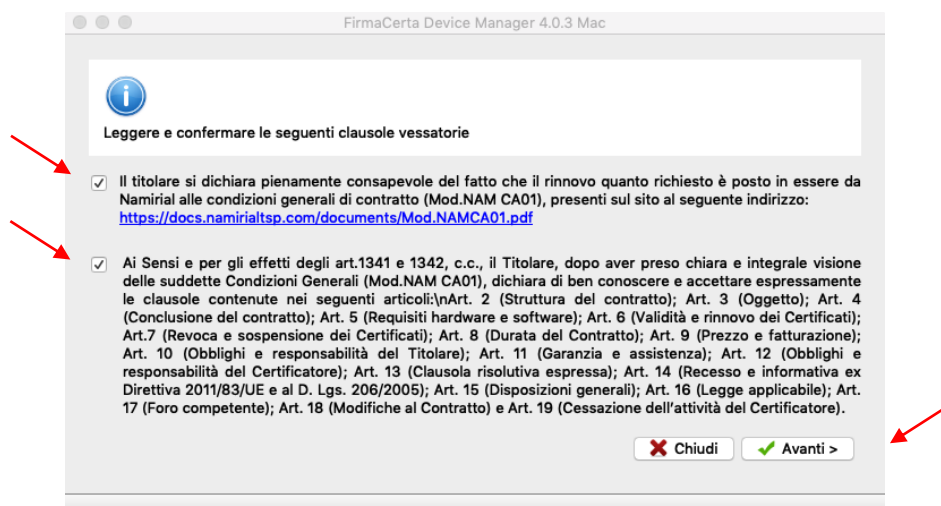 FirmaCerta Device Manager 4.0.3 Mac
Leggere e confermare le seguenti clausole vessatorie
Il titolare si dichiara pienamente consapevole del fatto che il rinnovo quanto richiesto è posto in essere da
Namirial alle condizioni generali di contratto (Mod.NAM CA01), presenti sul sito al seguente indirizzo:
https://docs.namirialtsp.com/documents/Mod.NAMCA01.pdf
Ai Sensi e per gli effetti degli art.1341 e 1342, c.c., il Titolare, dopo aver preso chiara e integrale visione
delle suddette Condizioni Generali (Mod.NAM CA01), dichiara di ben conoscere e accettare espressamente
le clausole contenute nei seguenti articoli:\nArt. 2 (Struttura del contratto); Art. 3 (Oggetto); Art. 4
(Conclusione del contratto); Art. 5 (Requisiti hardware e software); Art. 6 (Validità e rinnovo dei Certificati);
Art.7 (Revoca e sospensione dei Certificati); Art. 8 (Durata del Contratto); Art. 9 (Prezzo e fatturazione);
Art. 10 (Obblighi e responsabilità del Titolare); Art. 11 (Garanzia e assistenza); Art. 12 (Obblighi e
responsabilità del Certificatore); Art. 13 (Clausola risolutiva espressa); Art. 14 (Recesso e informativa ex
Direttiva 2011/83/UE e al D. Lgs. 206/2005); Art. 15 (Disposizioni generali); Art. 16 (Legge applicabile); Art.
17 (Foro competente); Art. 18 (Modifiche al Contratto) e Art. 19 (Cessazione dell'attività del Certificatore).
Chiudi Avanti >